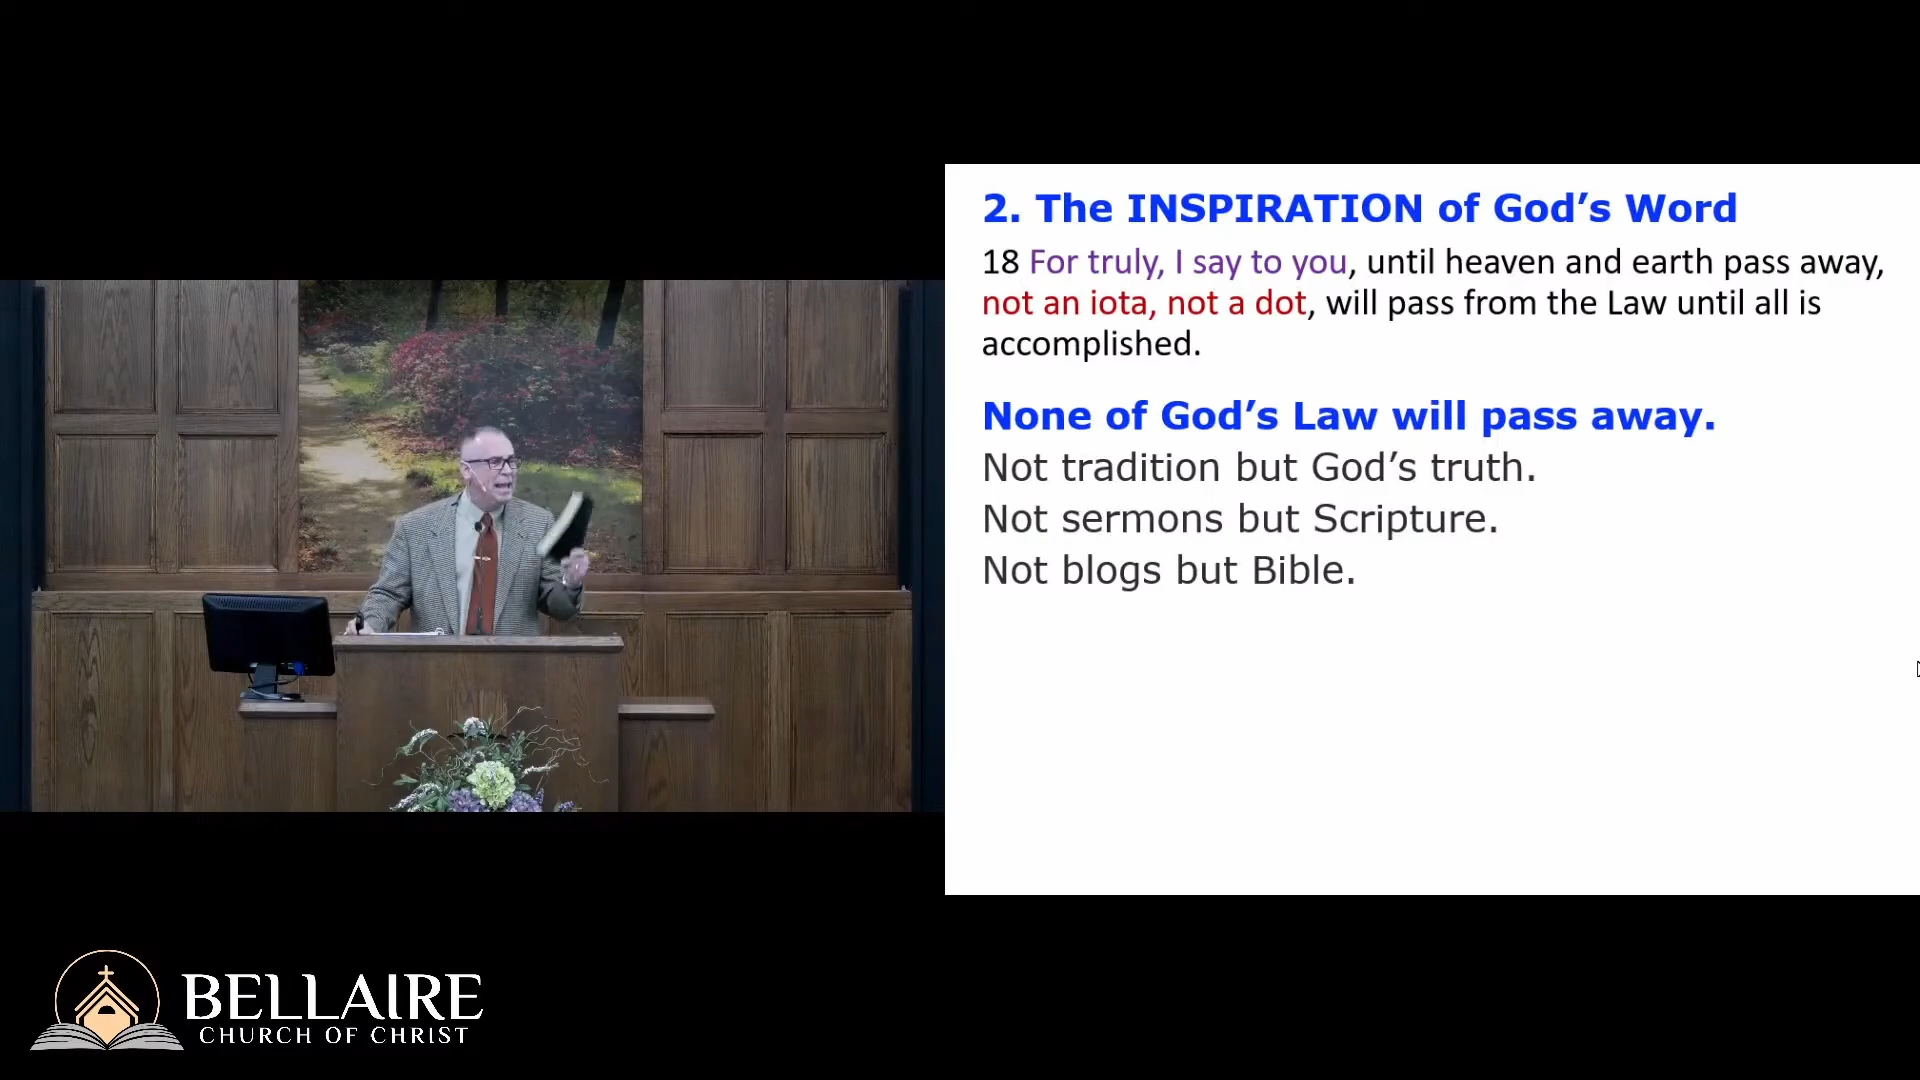 2. The INSPIRATION of God’s Word
18 For truly, I say to you, until heaven and earth pass away,
not an iota, not a dot, will pass from the Law until all is
accomplished.
None of God’s Law will pass away.
Not tradition but God’s truth.
Not sermons but Scripture.
Not blogs but Bible.
BELLAIRE
CHURCH OF CHRIST